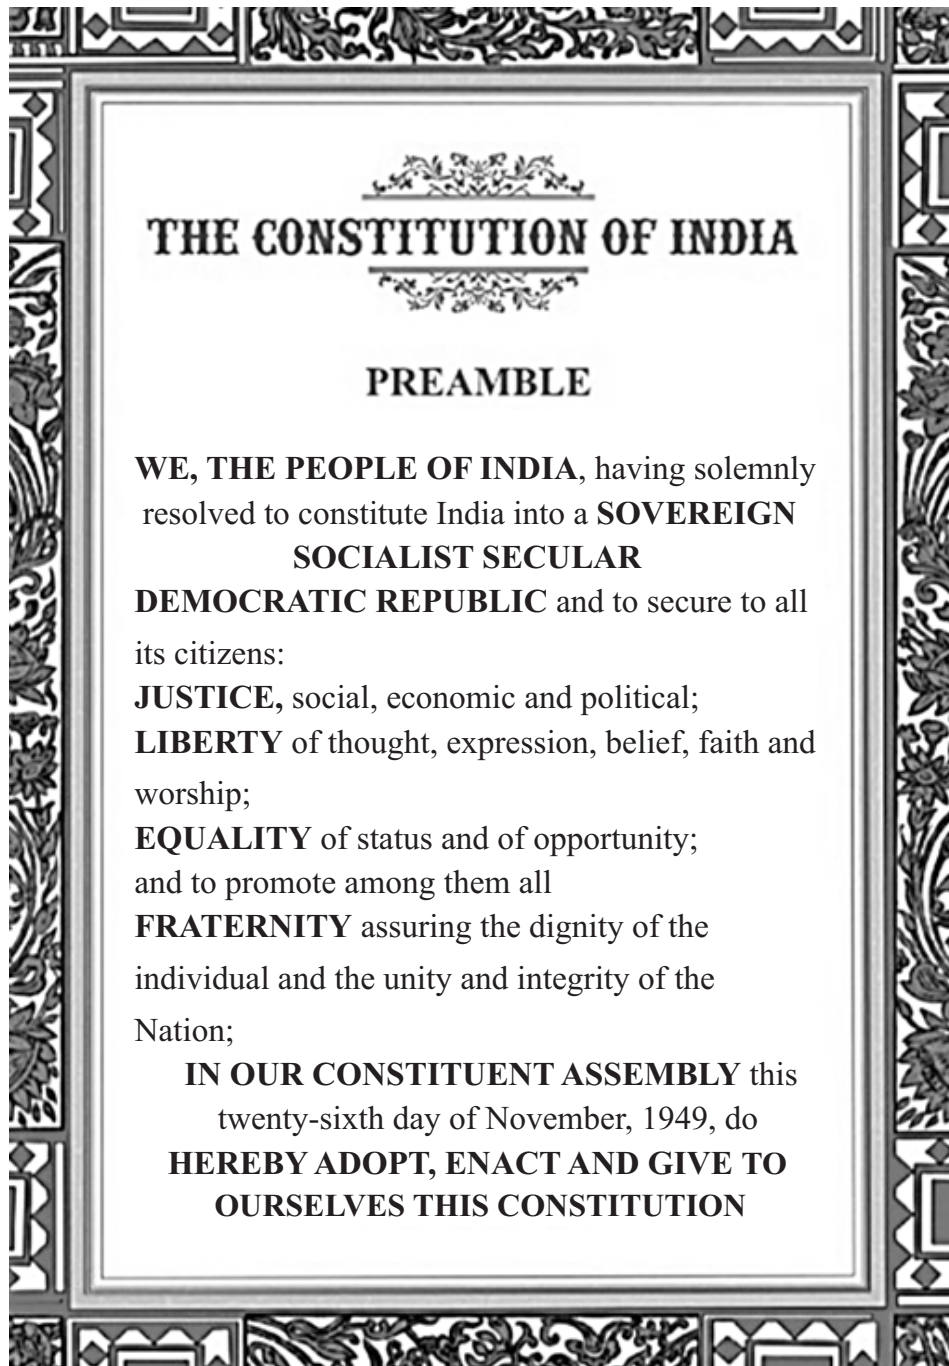 THE CONSTITUTION OF INDIA
PREAMBLE
WE, THE PEOPLE OF INDIA, having solemnly
resolved to constitute India into a SOVEREIGN
SOCIALIST SECULAR
DEMOCRATIC REPUBLIC and to secure to all
its citizens:
JUSTICE, social, economic and political;
LIBERTY of thought, expression, belief, faith and
worship;
EQUALITY of status and of opportunity;
and to promote among them all
FRATERNITY assuring the dignity of the
individual and the unity and integrity of the
Nation;
IN OUR CONSTITUENT ASSEMBLY this
twenty-sixth day of November, 1949, do
HEREBY ADOPT, ENACT AND GIVE TO
OURSELVES THIS CONSTITUTION